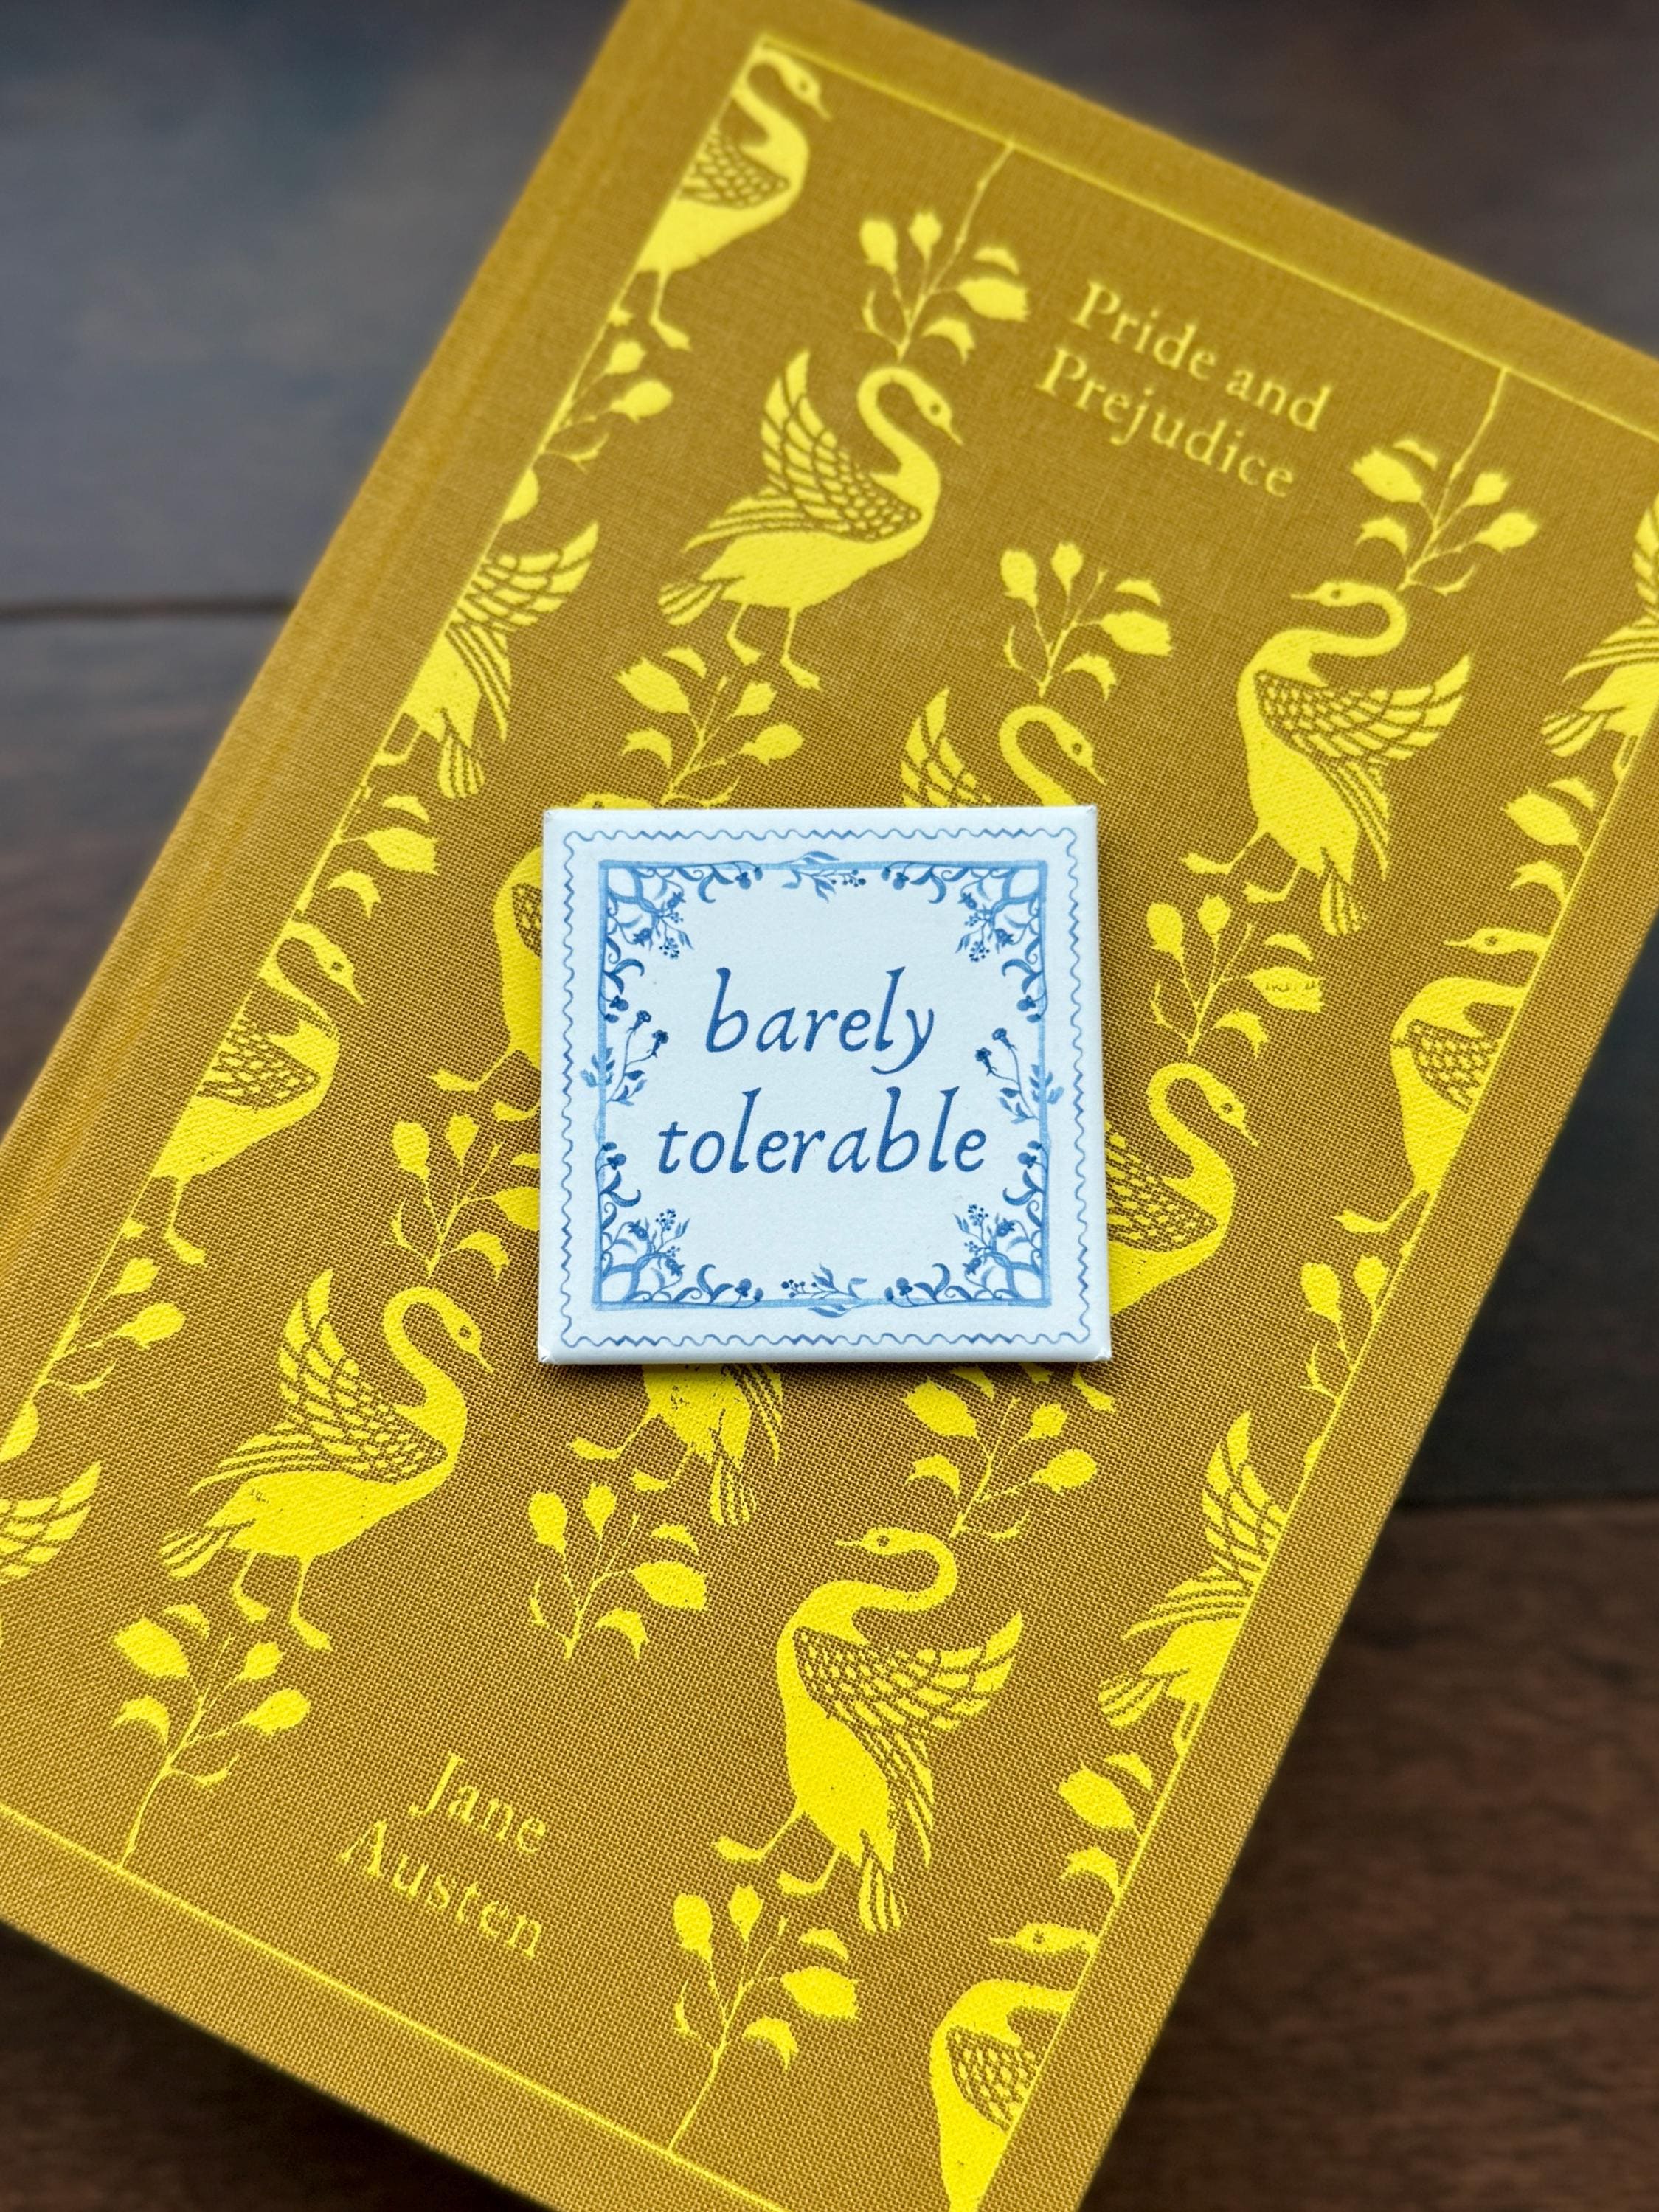 Pride and
Prejudice
barely
tolerable
Jane
Austen